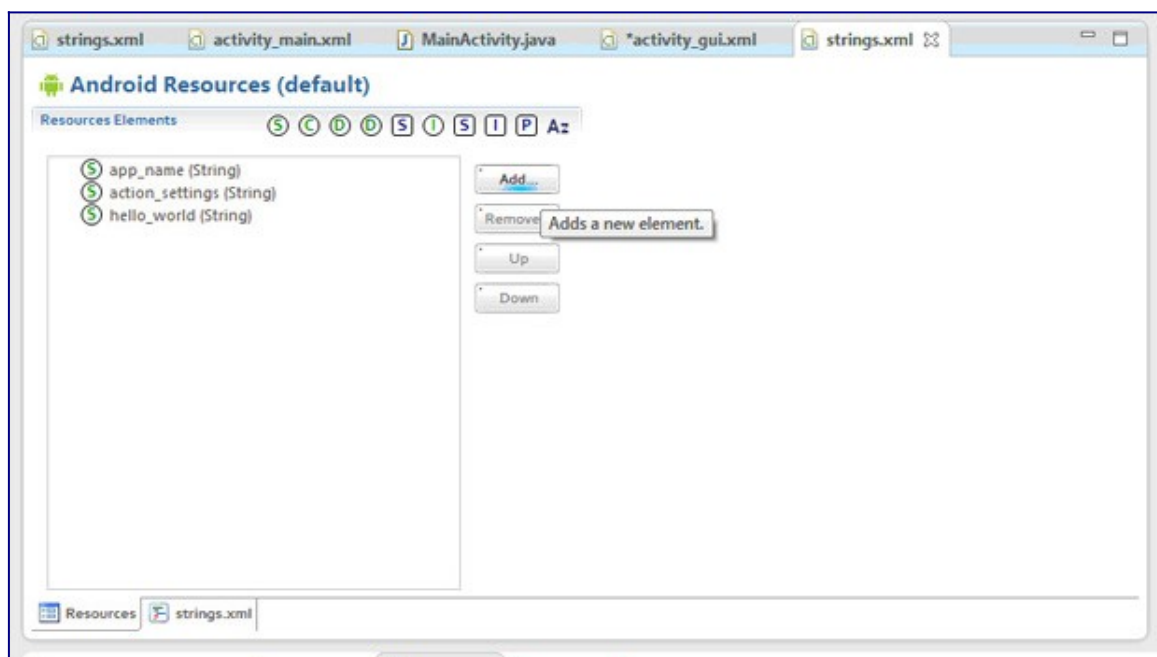 strings.xml activity_main.xml MainActivity.java *activity_gui.xml strings.xml
Android Resources (default)
Resources Elements S C D D S I S I P Az
S app_name (String)
S action_settings (String)
S hello_world (String)
Add...
Remove
Adds a new element.
Up
Down
Resources strings.xml